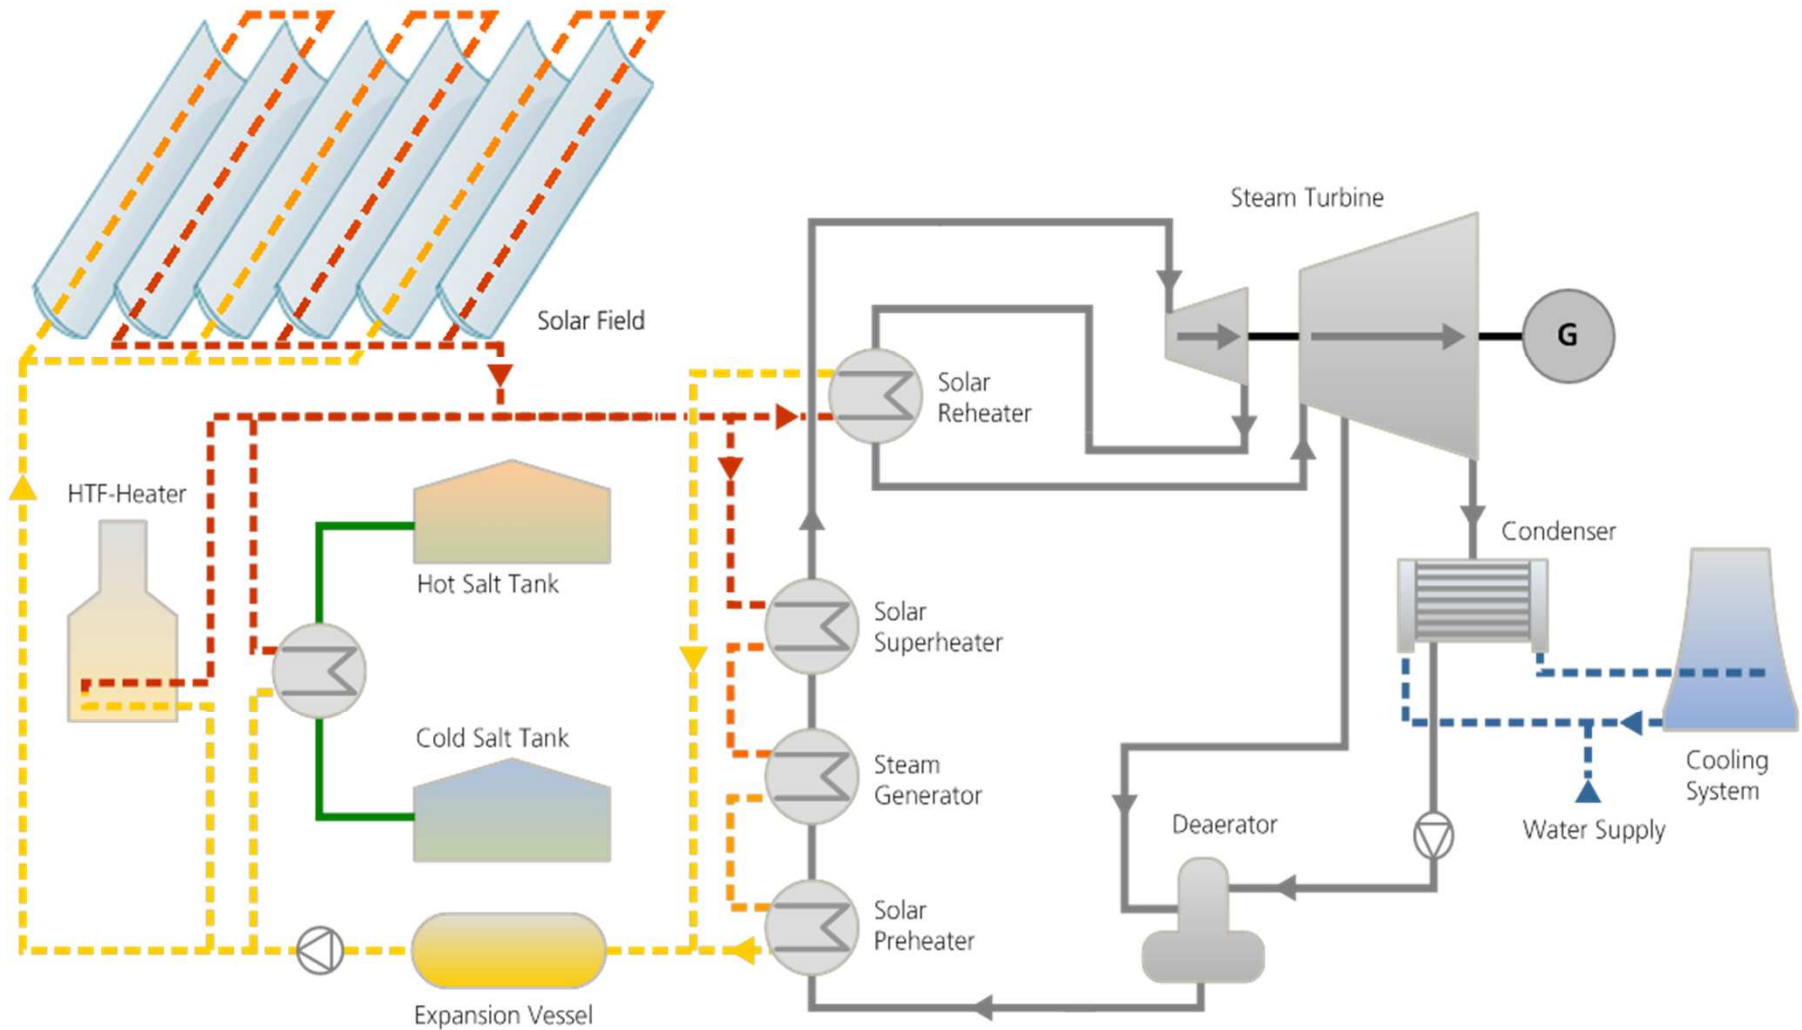 Steam Turbine
Solar Field
G
Solar
Reheater
HTF-Heater
Hot Salt Tank
Condenser
Solar
Superheater
Cold Salt Tank
Steam
Generator
Cooling
System
Deaerator
Water Supply
Solar
Preheater
Expansion Vessel